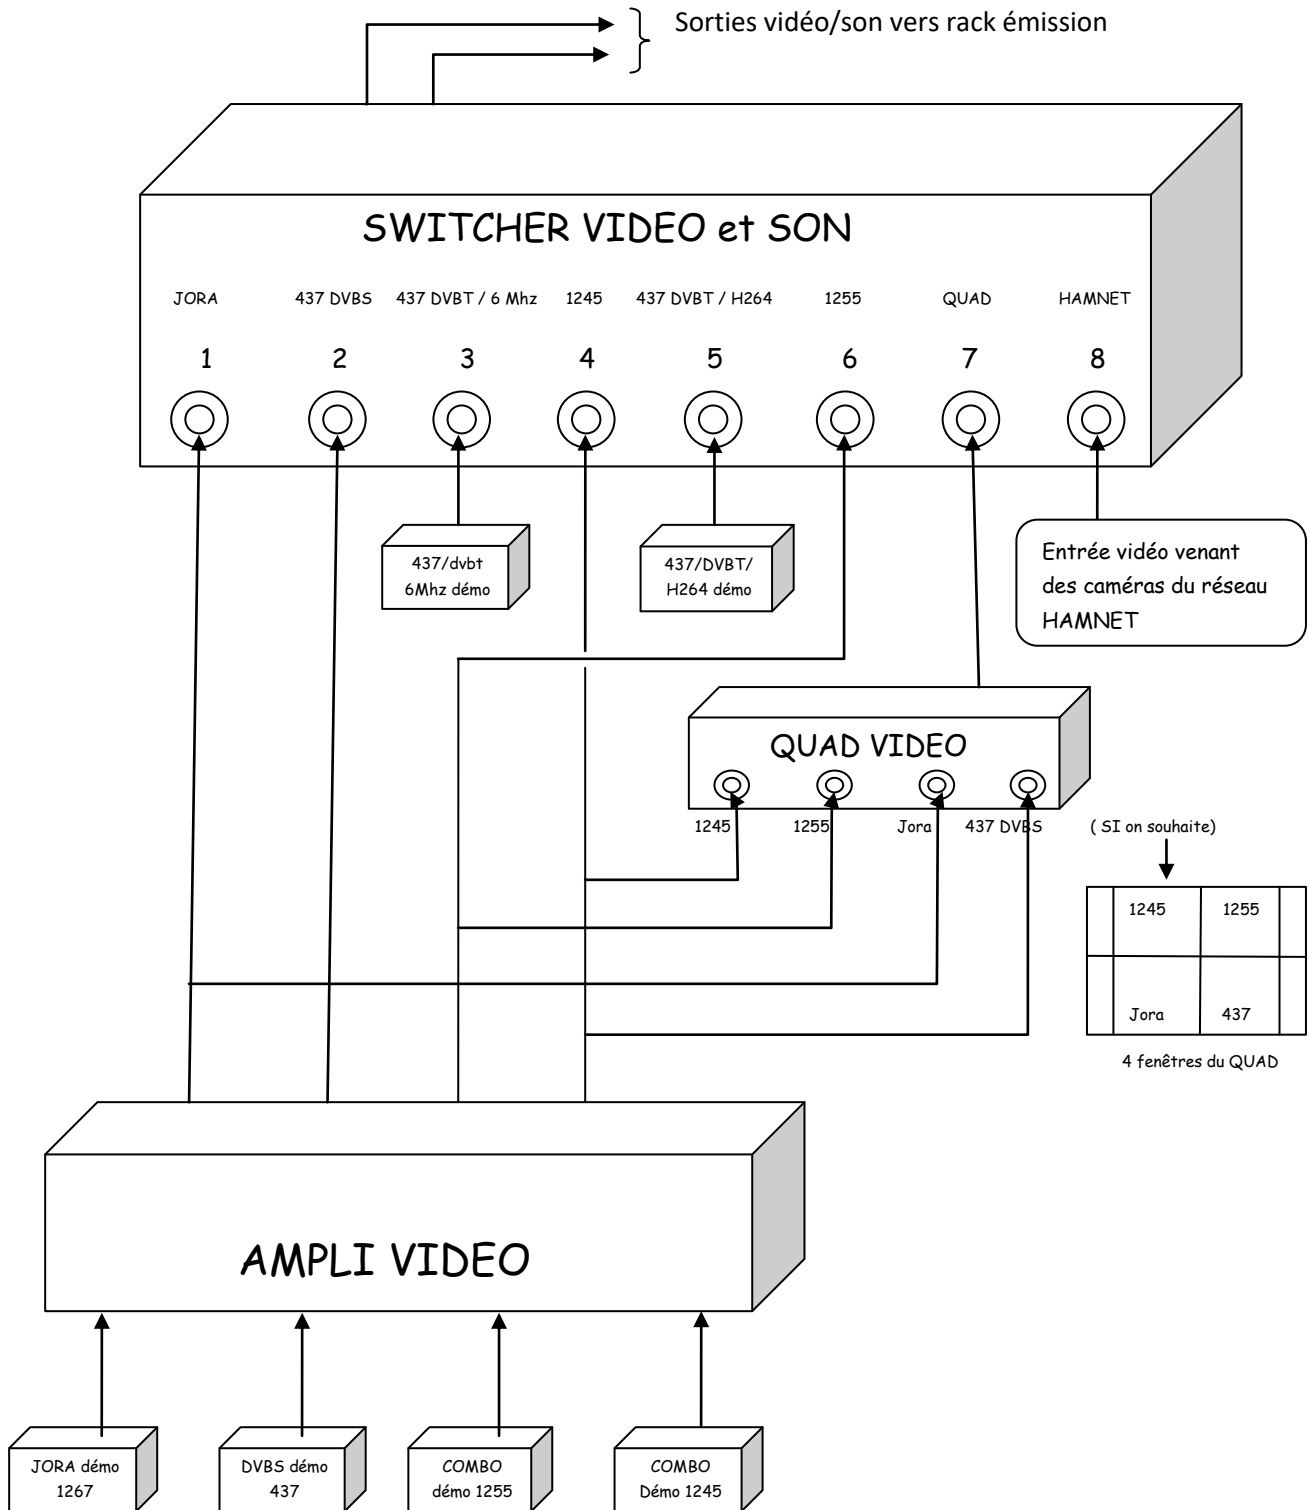 Sorties vidéo/son vers rack émission
SWITCHER VIDEO et SON
JORA 437 DVBS 437 DVBT / 6 Mhz 1245 437 DVBT / H264 1255 QUAD HAMNET
1 2 3 4 5 6 7 8
437/dvbt
6Mhz démo
437/DVBT/
H264 démo
Entrée vidéo venant
des caméras du réseau
HAMNET
QUAD VIDEO
1245 1255 Jora 437 DVBS
( SI on souhaite)
1245 1255
Jora 437
4 fenêtres du QUAD
AMPLI VIDEO
JORA démo
1267
DVBS démo
437
COMBO
démo 1255
COMBO
Démo 1245